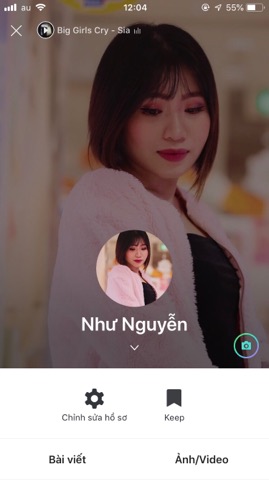 au 12:04 55%
Big Girls Cry - Sia
Như Nguyễn
Chỉnh sửa hồ sơ Keep
Bài viết Ảnh/Video